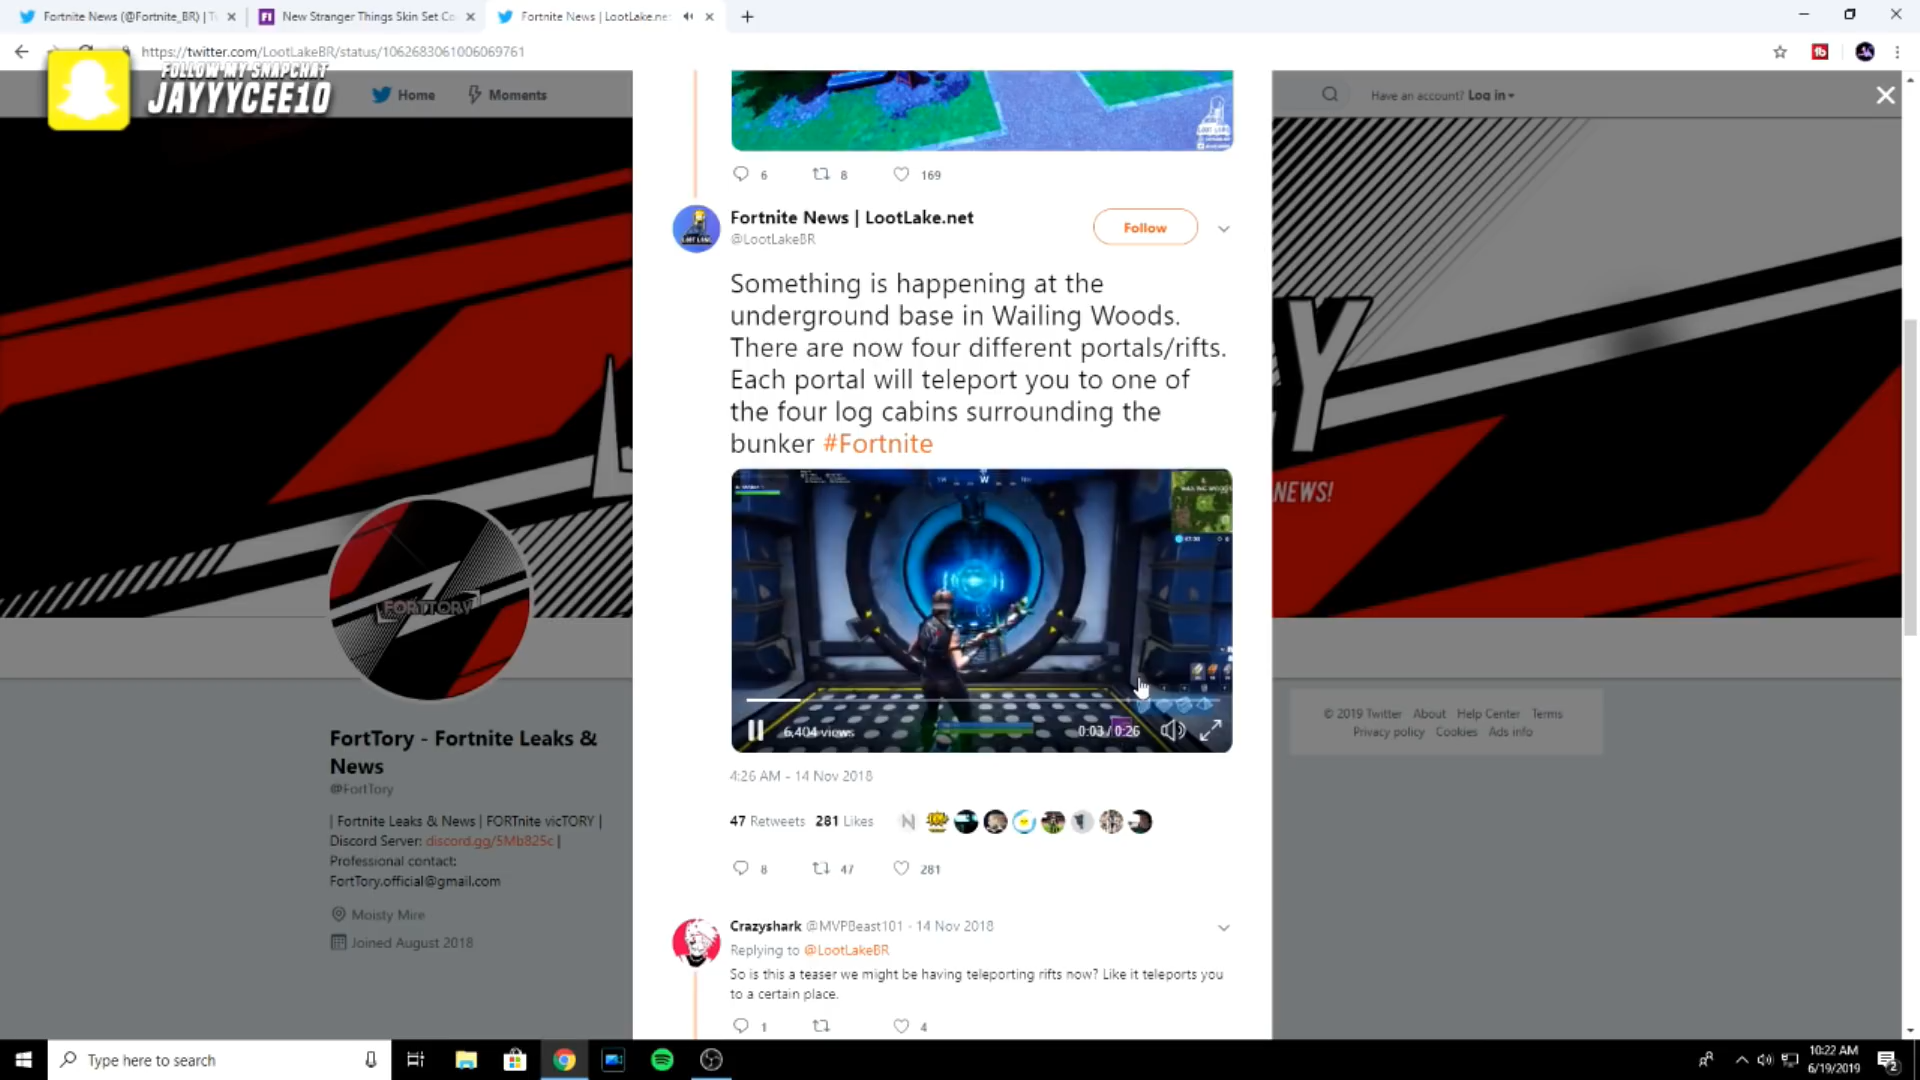 Fortnite News (@Fortnite_BR) | T
New Stranger Things Skin Set Co
Fortnite News | LootLake.ne
https://twitter.com/LootLakeBR/status/1062683061006069761
FOLLOW MY SNAPCHAT
JAYYYCEE10
Home
Moments
Have an account? Log in
6
8
169
Fortnite News | LootLake.net
@LootLakeBR
Follow
Something is happening at the
underground base in Wailing Woods.
There are now four different portals/rifts.
Each portal will teleport you to one of
the four log cabins surrounding the
bunker #Fortnite
NEWS!
W
6,404 views
0:03 / 0:26
4:26 AM - 14 Nov 2018
47 Retweets 281 Likes
8
47
281
FORTTORY
FortTory - Fortnite Leaks &
News
@FortTory
| Fortnite Leaks & News | FORTnite vicTORY |
Discord Server: discord.gg/5Mb825c |
Professional contact:
FortTory.official@gmail.com
Moisty Mire
Joined August 2018
© 2019 Twitter About Help Center Terms
Privacy policy Cookies Ads info
Crazyshark @MVPBeast101 - 14 Nov 2018
Replying to @LootLakeBR
So is this a teaser we might be having teleporting rifts now? Like it teleports you
to a certain place.
1
4
Type here to search
10:22 AM
6/19/2019
2